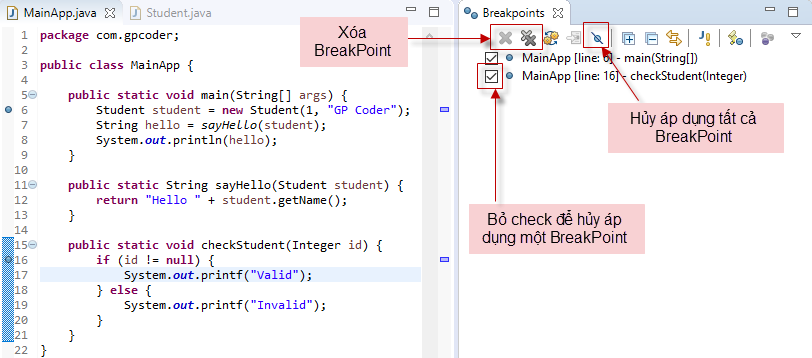 MainApp.java
Student.java
1 package com.gpcoder;
2
3 public class MainApp {
4
5 public static void main(String[] args) {
6 Student student = new Student(1, "GP Coder");
7 String hello = sayHello(student);
8 System.out.println(hello);
9 }
10
11 public static String sayHello(Student student) {
12 return "Hello " + student.getName();
13 }
14
15 public static void checkStudent(Integer id) {
16 if (id != null) {
17 System.out.printf("Valid");
18 } else {
19 System.out.printf("Invalid");
20 }
21 }
22 }
Xóa
BreakPoint
Breakpoints
MainApp [line: 6] - main(String[])
MainApp [line: 16] - checkStudent(Integer)
Hủy áp dụng tất cả
BreakPoint
Bỏ check để hủy áp
dụng một BreakPoint